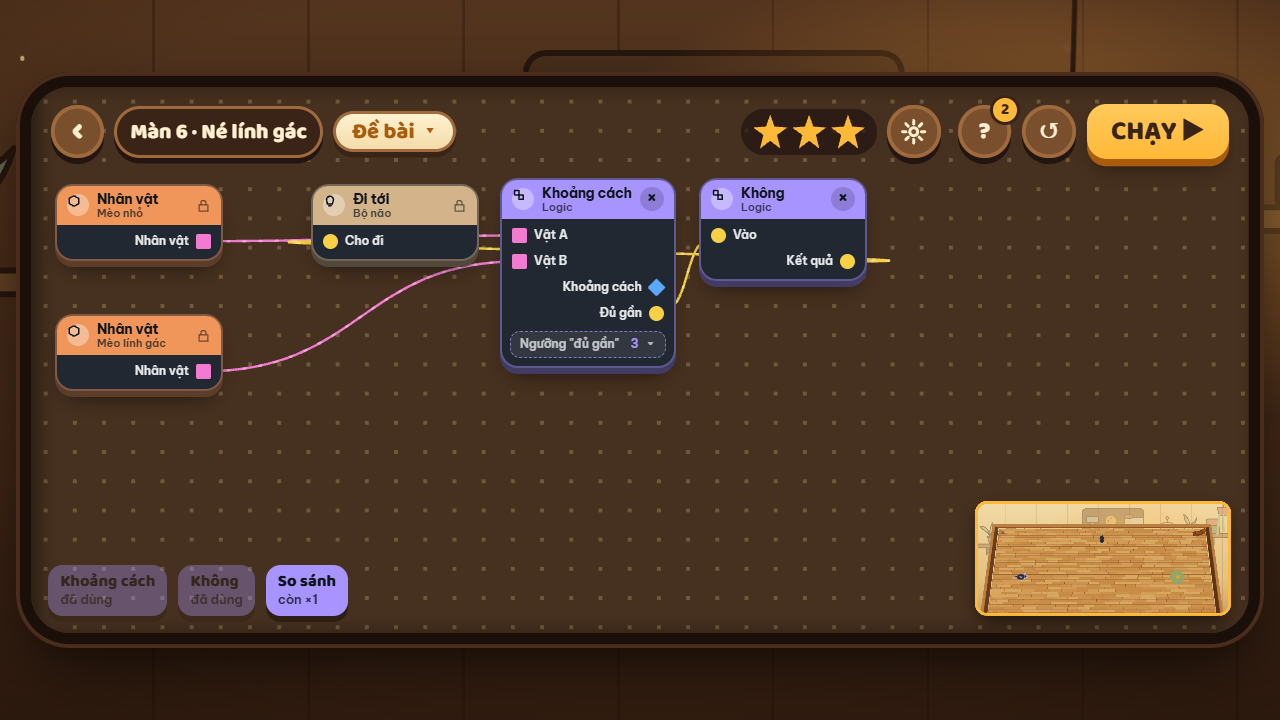 Màn 6 · Né lính gác
Đề bài
?
2
CHẠY
Nhân vật
Mèo nhỏ
Nhân vật
Đi tới
Bộ não
Cho đi
Khoảng cách
Logic
Vật A
Vật B
Khoảng cách
Đủ gần
Ngưỡng "đủ gần" 3
Không
Logic
Vào
Kết quả
Nhân vật
Mèo lính gác
Nhân vật
Khoảng cách
đã dùng
Không
đã dùng
So sánh
còn ×1